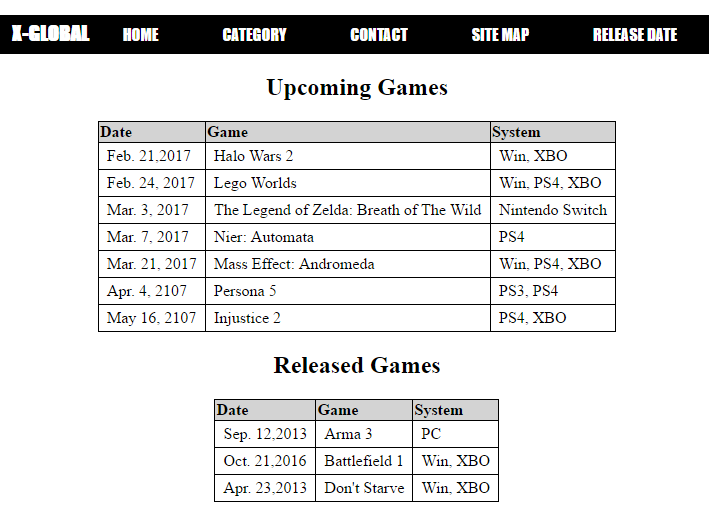 X-GLOBAL HOME CATEGORY CONTACT SITE MAP RELEASE DATE
Upcoming Games
Date Game System
Feb. 21,2017 Halo Wars 2 Win, XBO
Feb. 24, 2017 Lego Worlds Win, PS4, XBO
Mar. 3, 2017 The Legend of Zelda: Breath of The Wild Nintendo Switch
Mar. 7, 2017 Nier: Automata PS4
Mar. 21, 2017 Mass Effect: Andromeda Win, PS4, XBO
Apr. 4, 2107 Persona 5 PS3, PS4
May 16, 2107 Injustice 2 PS4, XBO
Released Games
Date Game System
Sep. 12,2013 Arma 3 PC
Oct. 21,2016 Battlefield 1 Win, XBO
Apr. 23,2013 Don't Starve Win, XBO